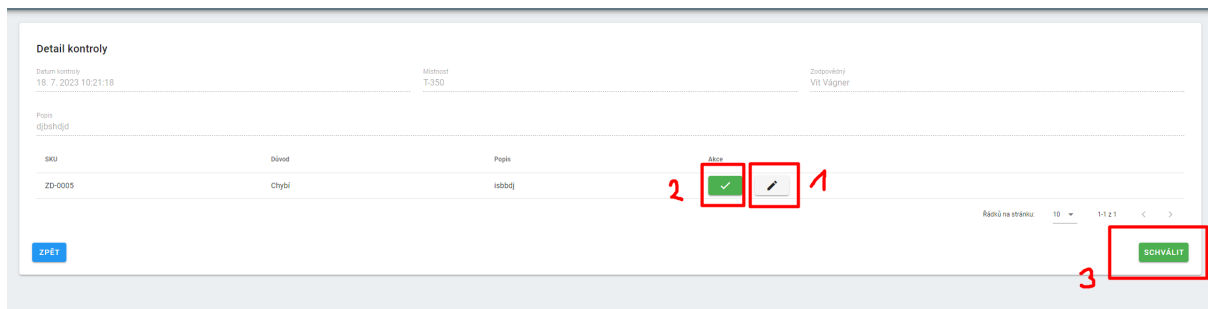 Detail kontroly
Datum kontroly Místnost Zodpovědný
18. 7. 2023 10:21:18 T-350 Vít Vágner
Popis
djbshdjd
SKU Důvod Popis Akce
ZD-0005 Chybí isbbdj 2 1
Řádků na stránku: 10 1-1 z 1
ZPĚT SCHVÁLIT
3